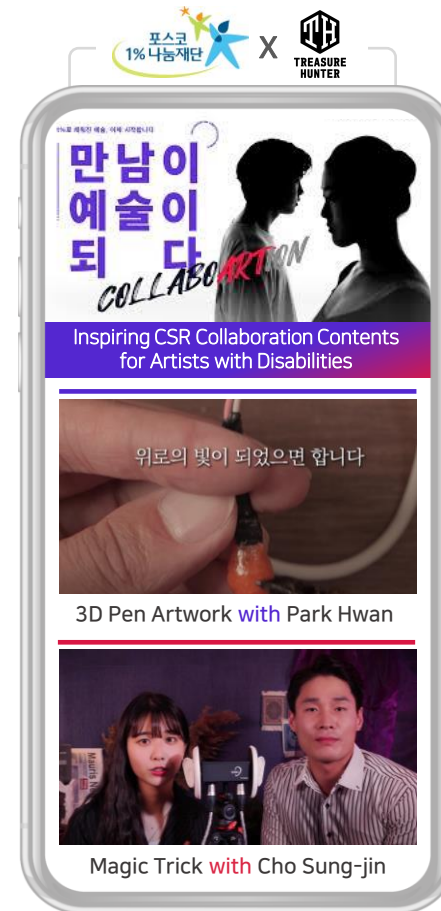 포스코
1%나눔재단
X
TH
TREASURE
HUNTER
1%로 채워진 예술, 이제 시작합니다
만남이
예술이
되다
COLLABOARTION
Inspiring CSR Collaboration Contents
for Artists with Disabilities
위로의 빛이 되었으면 합니다
3D Pen Artwork with Park Hwan
Mauris N
Magic Trick with Cho Sung-jin